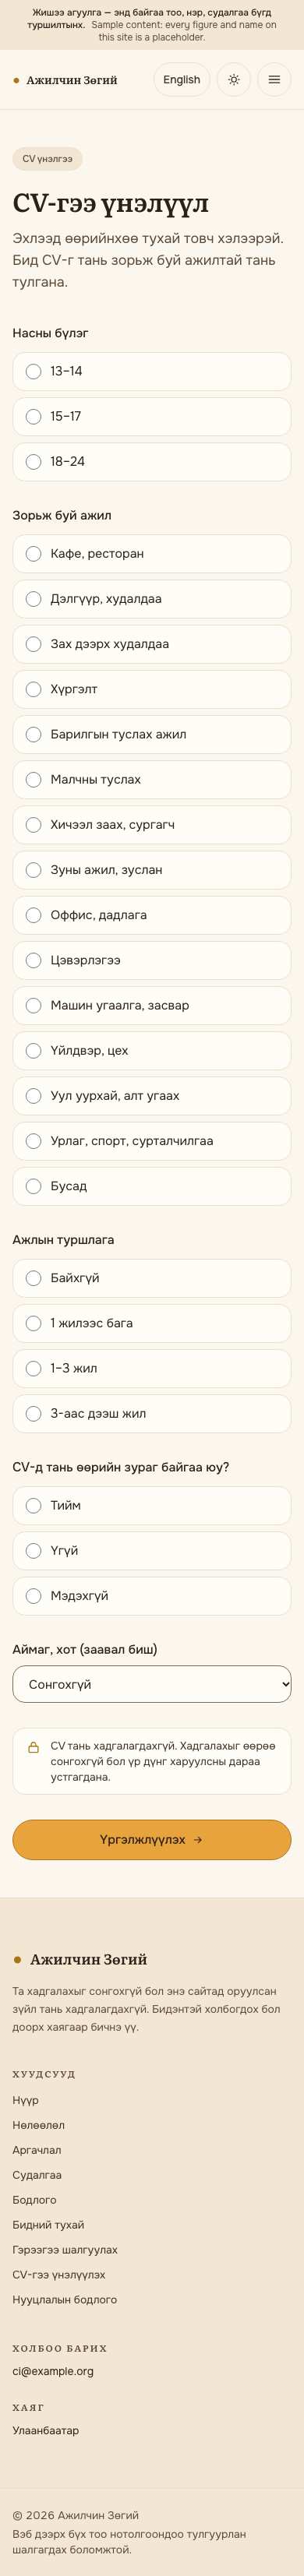 Жишээ агуулга — энд байгаа тоо, нэр, судалгаа бүгд
туршилтынх. Sample content: every figure and name on
this site is a placeholder.
Ажилчин Зөгий
English
CV үнэлгээ
CV-гээ үнэлүүл
Эхлээд өөрийнхөө тухай товч хэлээрэй.
Бид CV-г тань зорьж буй ажилтай тань
тулгана.
Насны бүлэг
13–14
15–17
18–24
Зорьж буй ажил
Кафе, ресторан
Дэлгүүр, худалдаа
Зах дээрх худалдаа
Хүргэлт
Барилгын туслах ажил
Малчны туслах
Хичээл заах, сургагч
Зуны ажил, зуслан
Оффис, дадлага
Цэвэрлэгээ
Машин угаалга, засвар
Үйлдвэр, цех
Уул уурхай, алт угаах
Урлаг, спорт, сурталчилгаа
Бусад
Ажлын туршлага
Байхгүй
1 жилээс бага
1–3 жил
3-аас дээш жил
CV-д тань өөрийн зураг байгаа юу?
Тийм
Үгүй
Мэдэхгүй
Аймаг, хот (заавал биш)
Сонгохгүй
CV тань хадгалагдахгүй. Хадгалахыг өөрөө
сонгохгүй бол үр дүнг харуулсны дараа
устгагдана.
Үргэлжлүүлэх →
Ажилчин Зөгий
Та хадгалахыг сонгохгүй бол энэ сайтад оруулсан
зүйл тань хадгалагдахгүй. Бидэнтэй холбогдох бол
доорх хаягаар бичнэ үү.
ХУУДСУУД
Нүүр
Нөлөөлөл
Аргачлал
Судалгаа
Бодлого
Бидний тухай
Гэрээгээ шалгуулах
CV-гээ үнэлүүлэх
Нууцлалын бодлого
ХОЛБОО БАРИХ
ci@example.org
ХАЯГ
Улаанбаатар
© 2026 Ажилчин Зөгий
Вэб дээрх бүх тоо нотолгоондоо тулгуурлан
шалгагдах боломжтой.